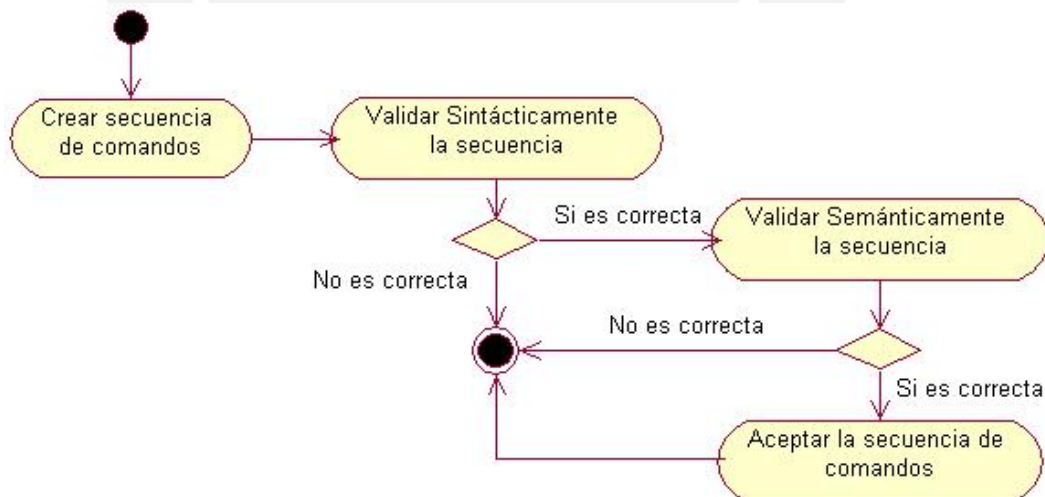 Crear secuencia
de comandos
Validar Sintácticamente
la secuencia
Si es correcta
Validar Semánticamente
la secuencia
No es correcta
No es correcta
Si es correcta
Aceptar la secuencia de
comandos